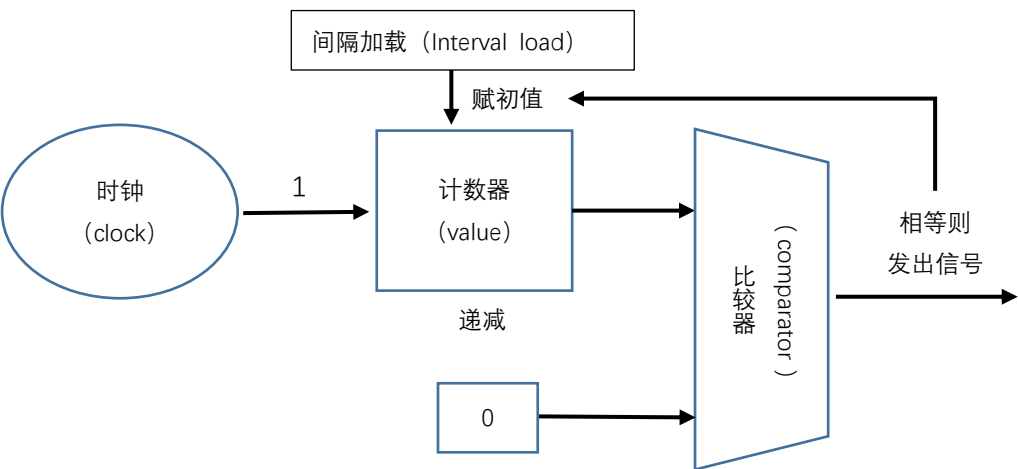 间隔加载（Interval load）
赋初值
时钟
（clock）
1
计数器
（value）
递减
0
比较器
（comparator）
相等则
发出信号